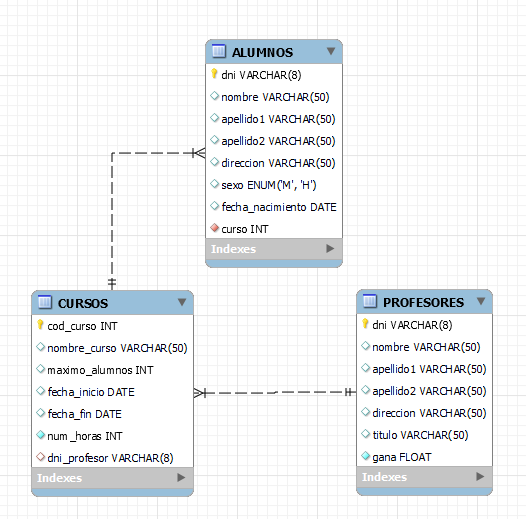 ALUMNOS
dni VARCHAR(8)
nombre VARCHAR(50)
apellido1 VARCHAR(50)
apellido2 VARCHAR(50)
direccion VARCHAR(50)
sexo ENUM('M', 'H')
fecha_nacimiento DATE
curso INT
Indexes
CURSOS
cod_curso INT
nombre_curso VARCHAR(50)
maximo_alumnos INT
fecha_inicio DATE
fecha_fin DATE
num_horas INT
dni_profesor VARCHAR(8)
Indexes
PROFESORES
dni VARCHAR(8)
nombre VARCHAR(50)
apellido1 VARCHAR(50)
apellido2 VARCHAR(50)
direccion VARCHAR(50)
titulo VARCHAR(50)
gana FLOAT
Indexes